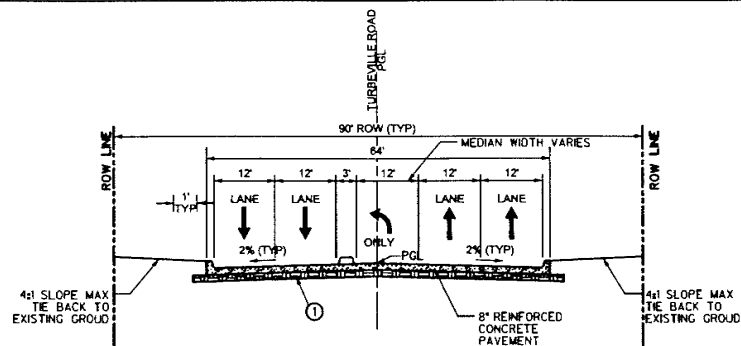 TURBEVILLE ROAD
PGL
90' ROW (TYP)
MEDIAN WIDTH VARIES
64'
ROW LINE
ROW LINE
12' 12' 3' 12' 12' 12'
1'
TYP
LANE LANE LANE LANE
ONLY
2% (TYP) PGL 2% (TYP)
4:1 SLOPE MAX
TIE BACK TO
EXISTING GROUD
1
8" REINFORCED
CONCRETE
PAVEMENT
4:1 SLOPE MAX
TIE BACK TO
EXISTING GROUD